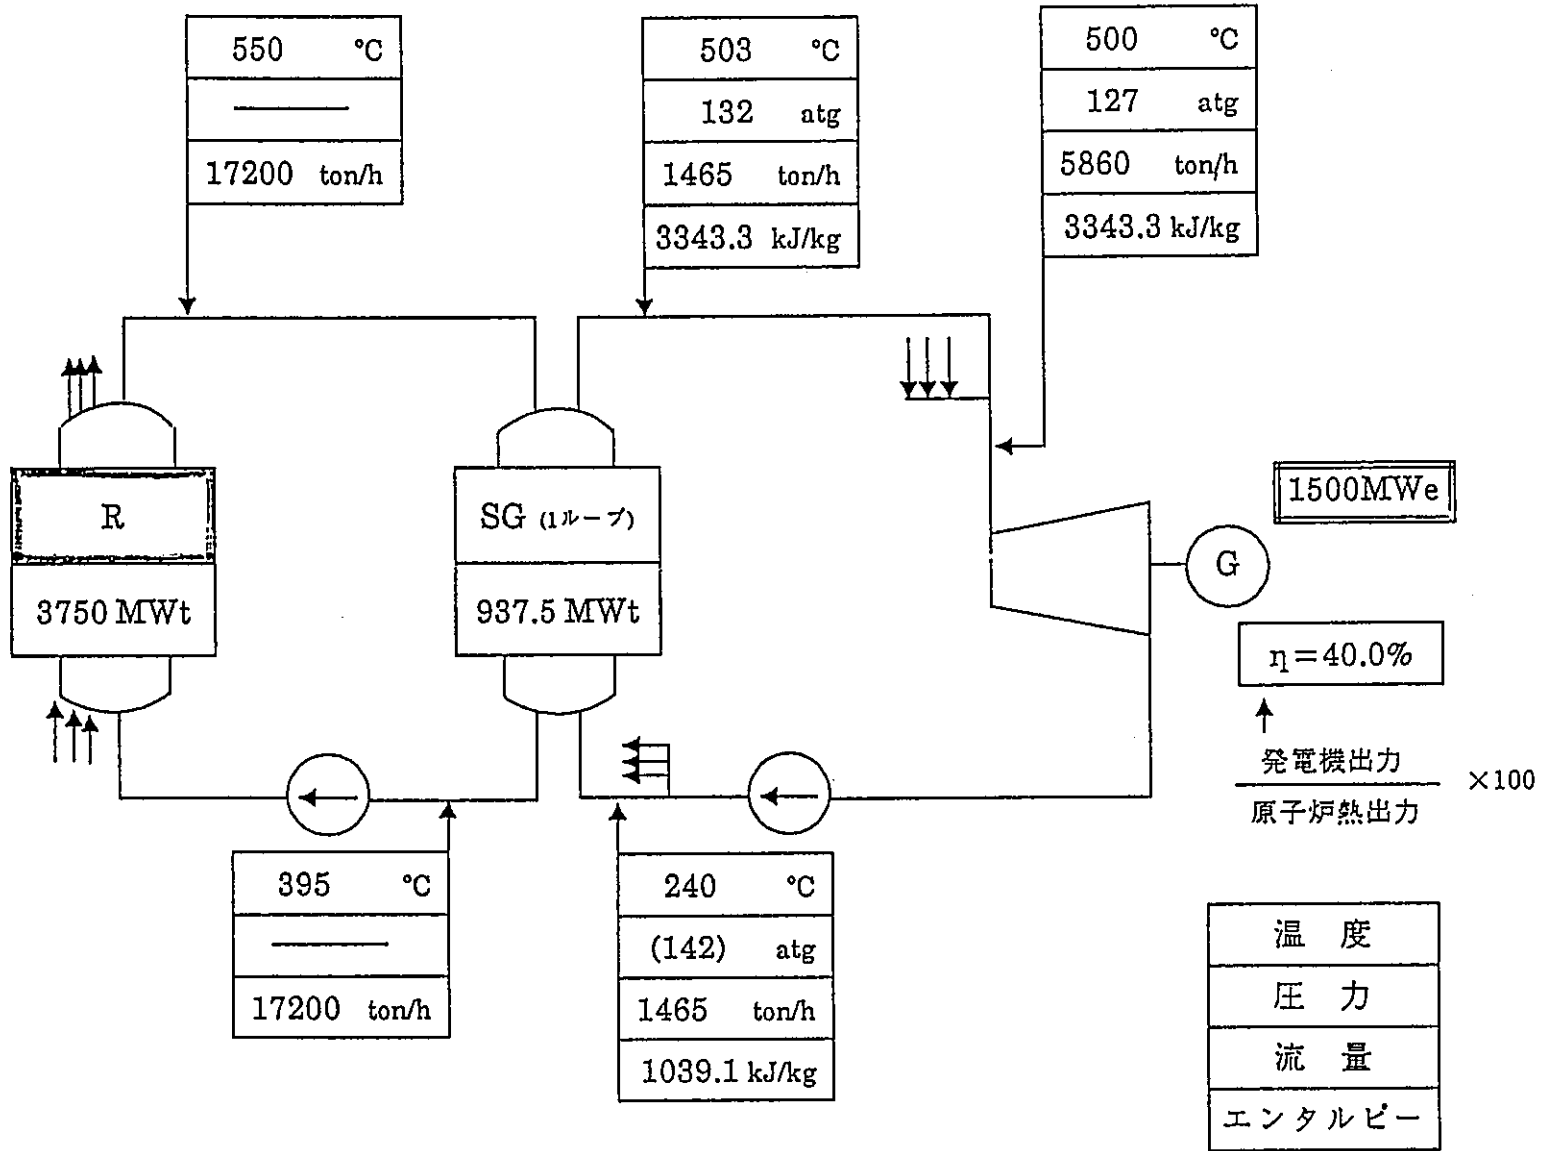 550 ℃
17200 ton/h
503 ℃
132 atg
1465 ton/h
3343.3 kJ/kg
500 ℃
127 atg
5860 ton/h
3343.3 kJ/kg
R
3750 MWt
SG (1ループ)
937.5 MWt
1500MWe
G
η=40.0%
発電機出力
原子炉熱出力
×100
395 ℃
17200 ton/h
240 ℃
(142) atg
1465 ton/h
1039.1 kJ/kg
温 度
圧 力
流 量
エンタルピー